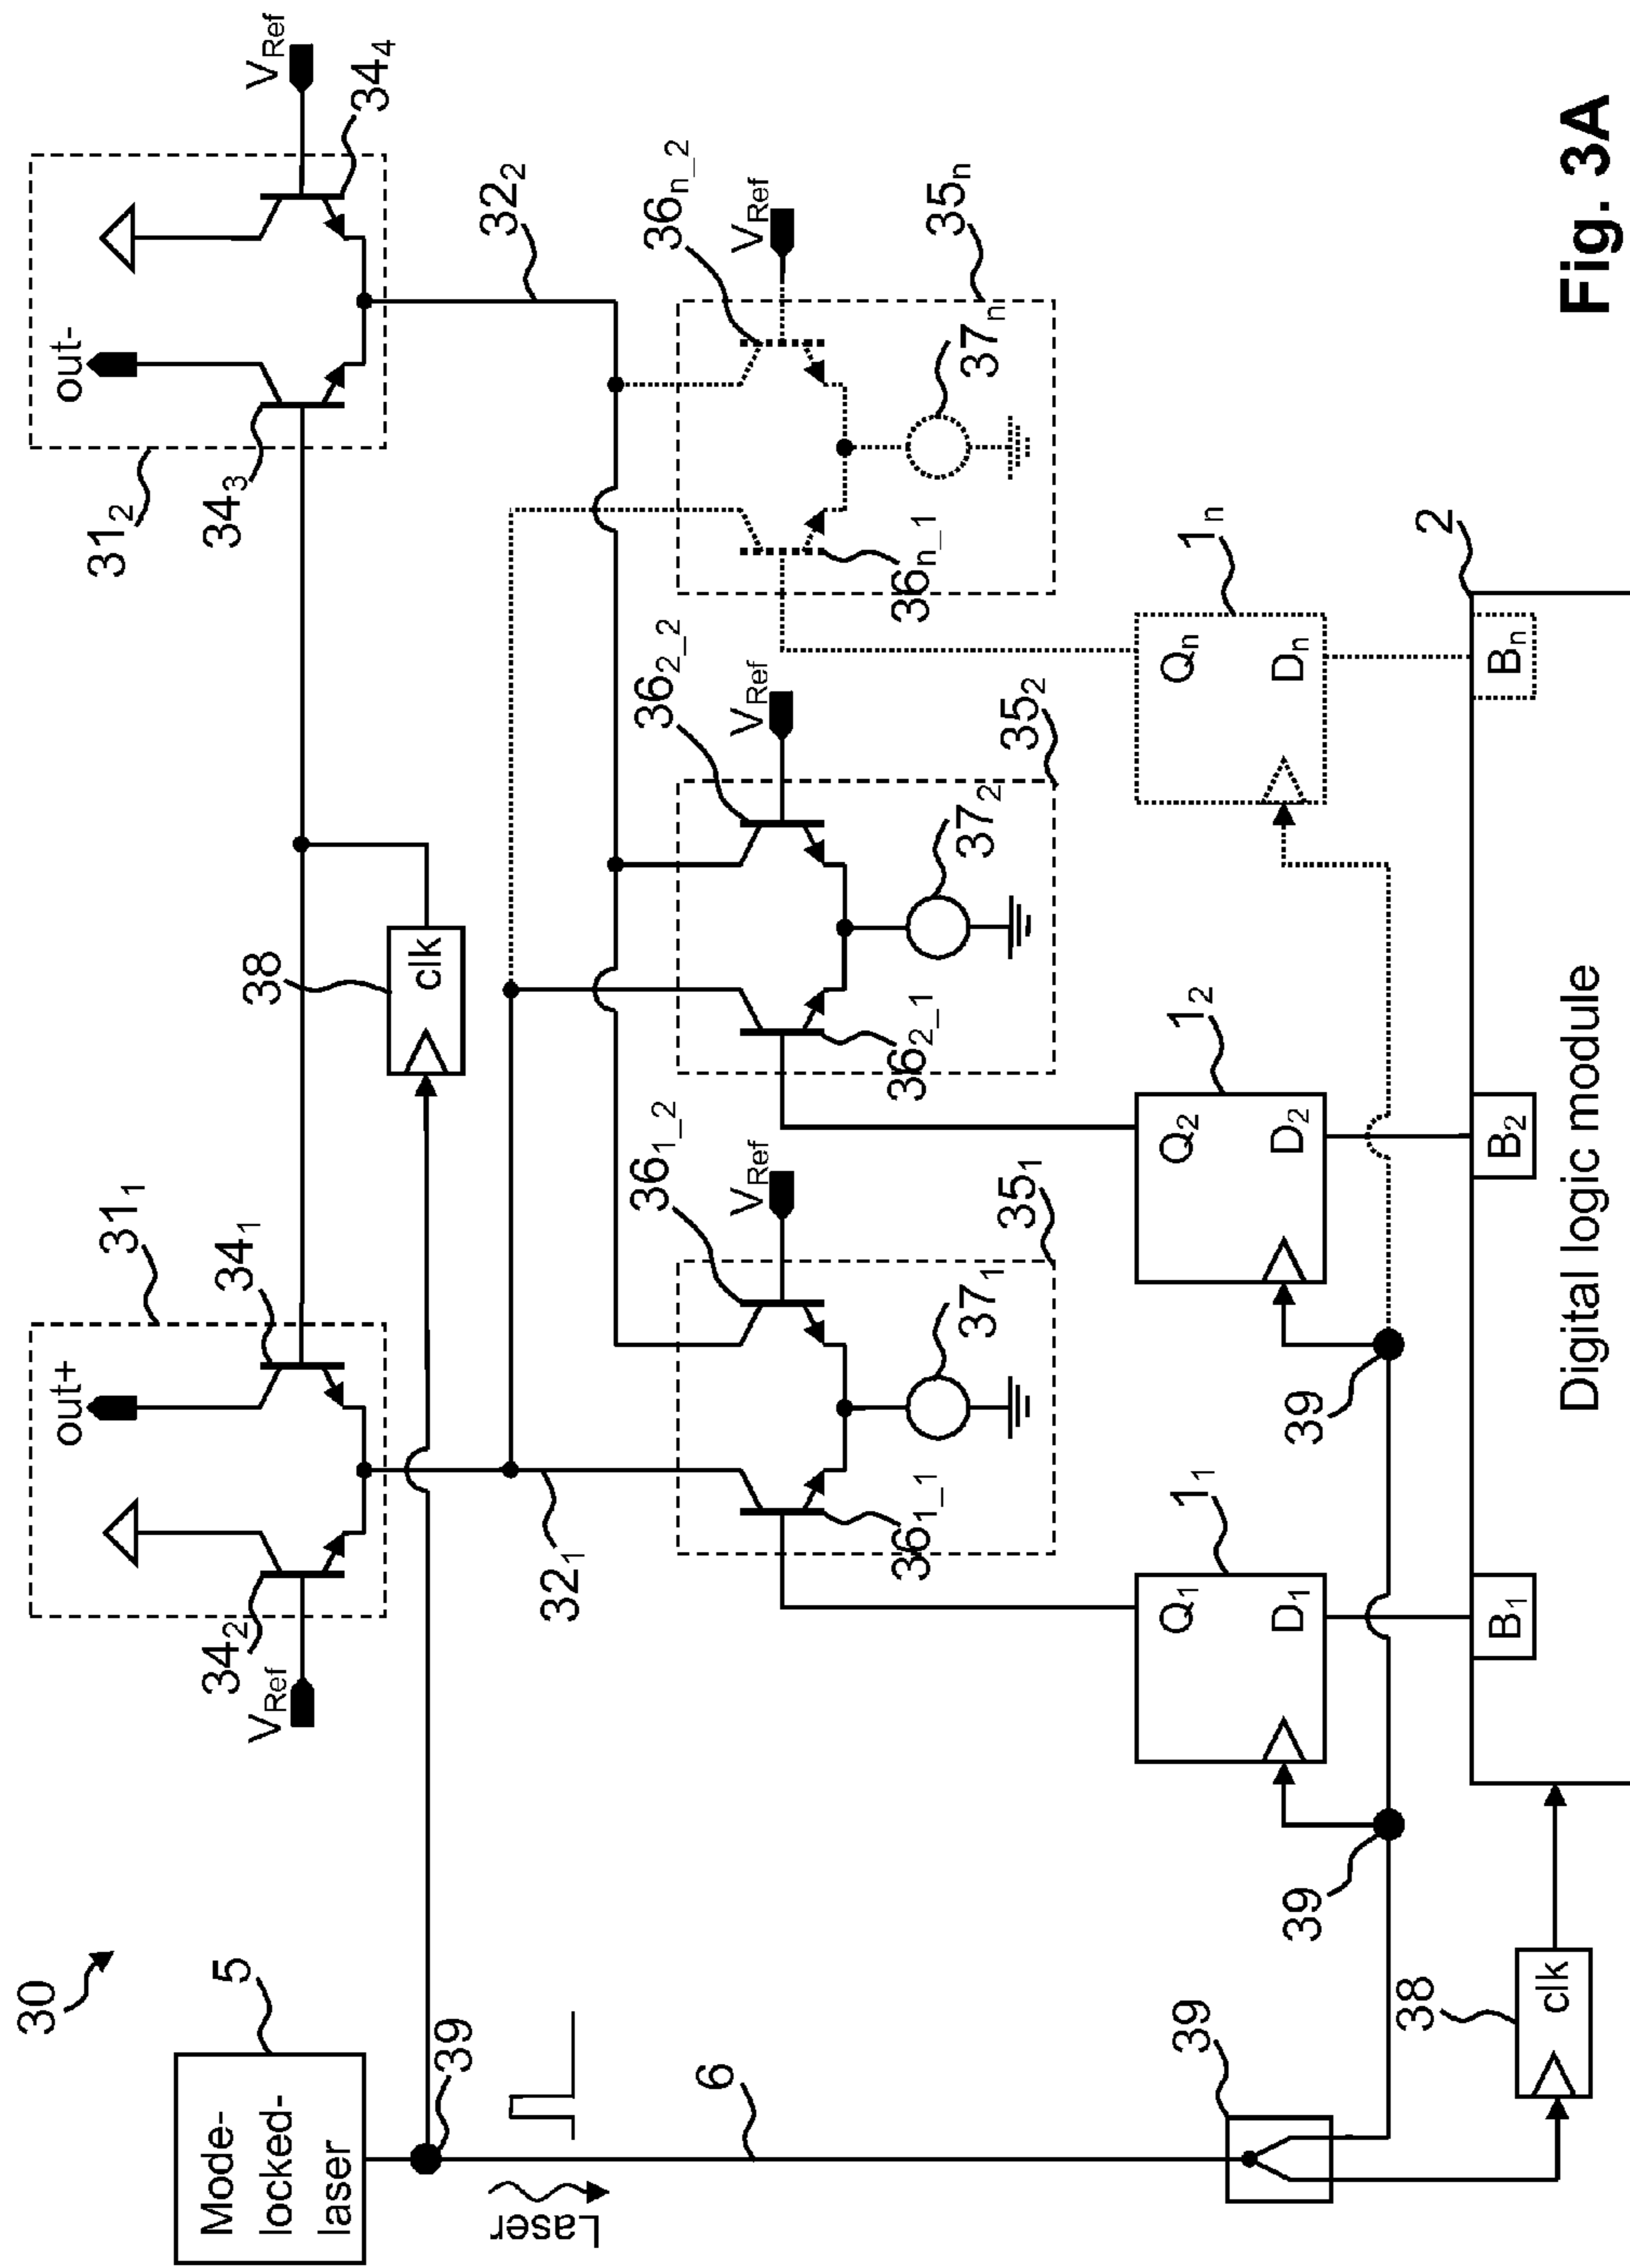 30
Mode-
locked-
laser
5
39
Laser
6
39
38
clk
31₁
34₁
34₂
out+
V_Ref
32₁
38
clk
31₂
34₃
34₄
out-
V_Ref
32₂
36₁_₁
36₁_₂
V_Ref
37₁
35₁
36₂_₁
36₂_₂
V_Ref
37₂
35₂
36ₙ_₁
36ₙ_₂
V_Ref
37ₙ
35ₙ
Q₁
D₁
1₁
39
Q₂
D₂
1₂
39
Qₙ
Dₙ
1ₙ
B₁
B₂
Bₙ
2
Digital logic module
Fig. 3A